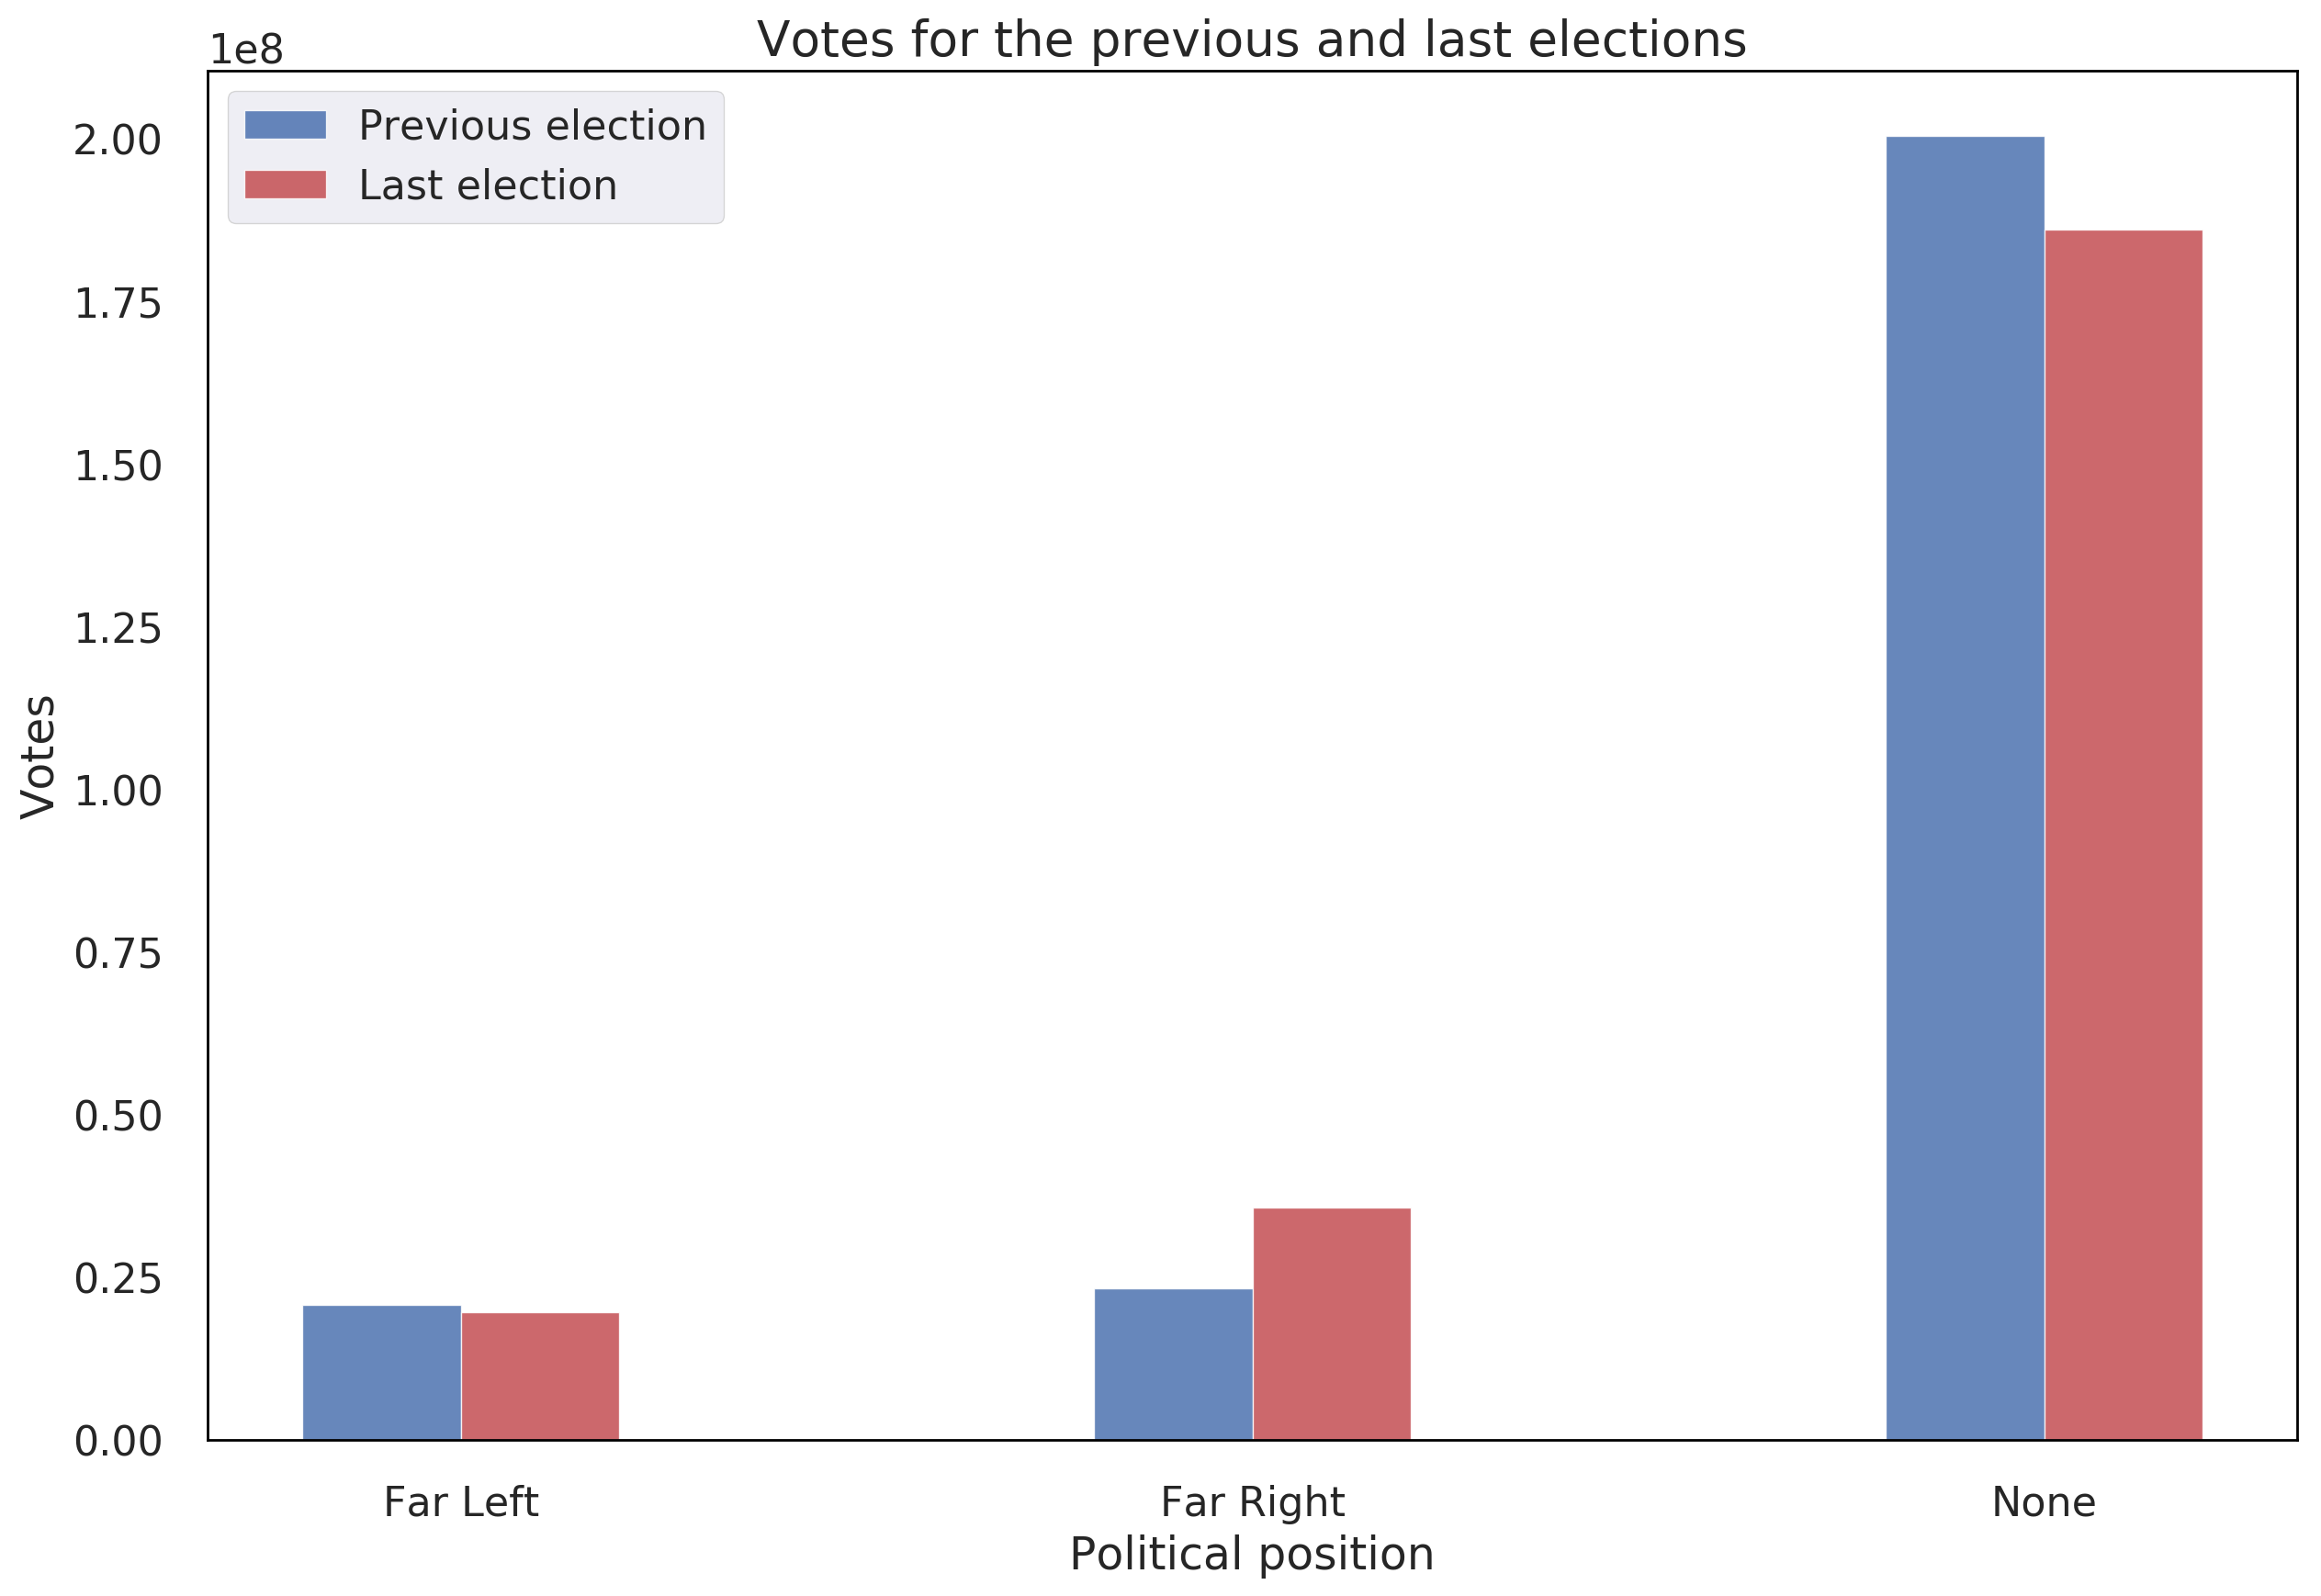 Votes for the previous and last elections
1e8
Previous election
Last election
2.00
1.75
1.50
1.25
1.00
0.75
0.50
0.25
0.00
Votes
Far Left
Far Right
None
Political position